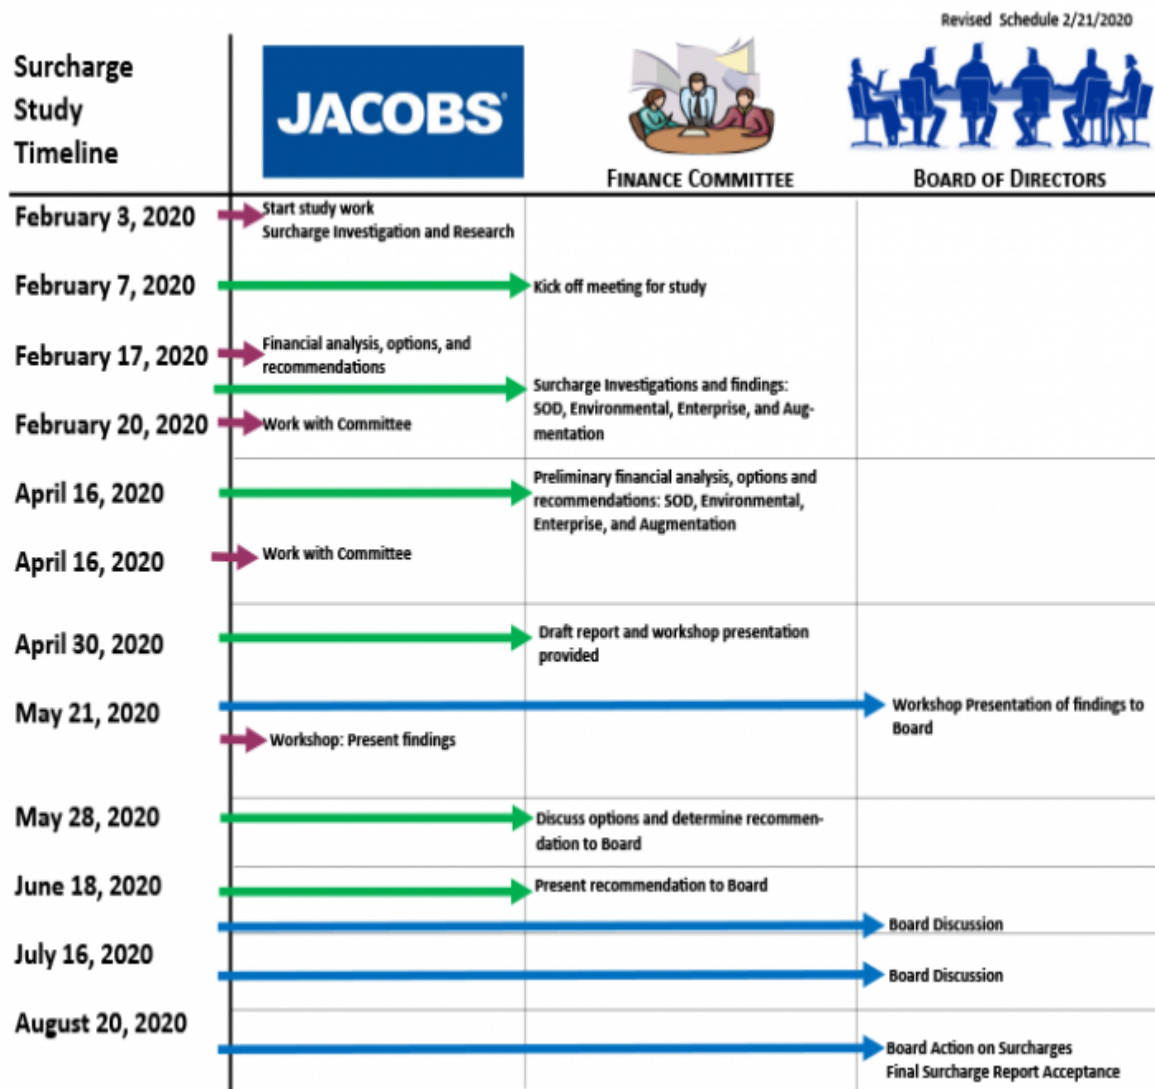 Revised Schedule 2/21/2020
Surcharge
Study
Timeline
JACOBS®
FINANCE COMMITTEE
BOARD OF DIRECTORS
February 3, 2020
Start study work
Surcharge Investigation and Research
February 7, 2020
Kick off meeting for study
February 17, 2020
Financial analysis, options, and
recommendations
Surcharge Investigations and findings:
SOD, Environmental, Enterprise, and Aug-
mentation
February 20, 2020
Work with Committee
April 16, 2020
Preliminary financial analysis, options and
recommendations: SOD, Environmental,
Enterprise, and Augmentation
April 16, 2020
Work with Committee
April 30, 2020
Draft report and workshop presentation
provided
May 21, 2020
Workshop Presentation of findings to
Board
Workshop: Present findings
May 28, 2020
Discuss options and determine recommen-
dation to Board
June 18, 2020
Present recommendation to Board
Board Discussion
July 16, 2020
Board Discussion
August 20, 2020
Board Action on Surcharges
Final Surcharge Report Acceptance